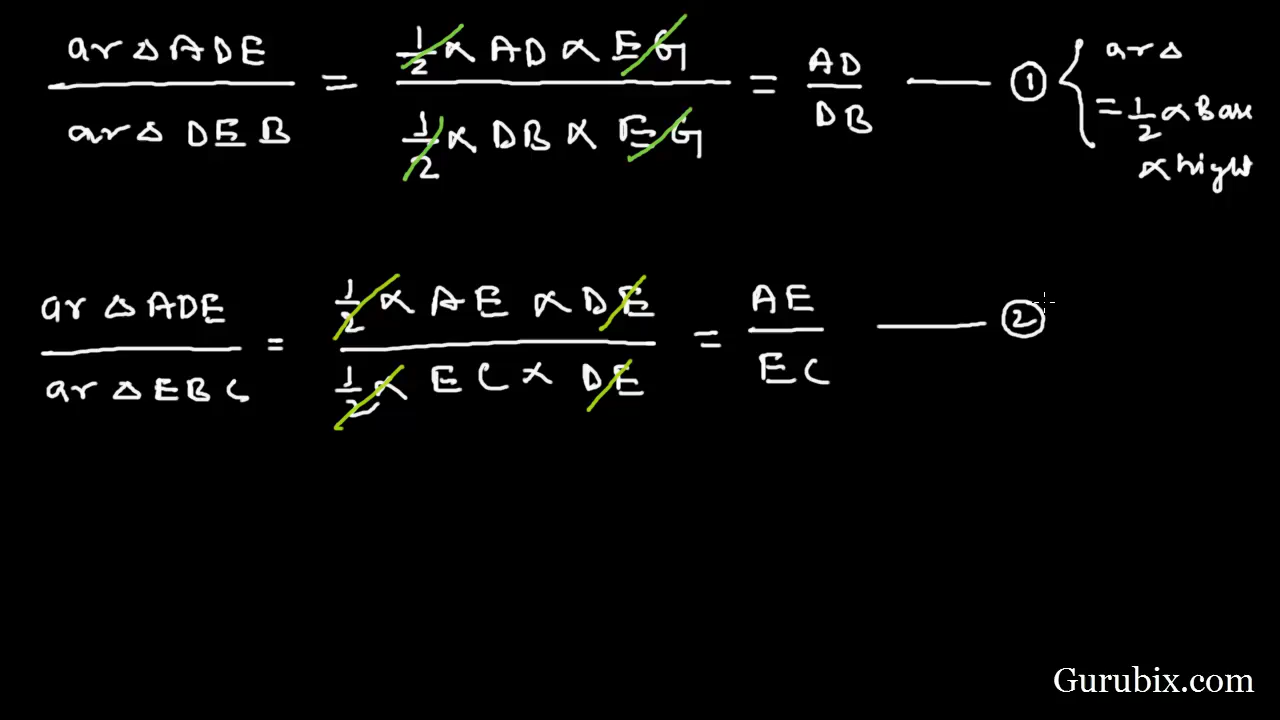 ar △ ADE / ar △ DEB = 1/2 × AD × EG / 1/2 × DB × EG = AD / DB —— ① { ar △
= 1/2 × Base
× hight
ar △ ADE / ar △ EBC = 1/2 × AE × DE / 1/2 × EC × DE = AE / EC —— ②
Gurubix.com